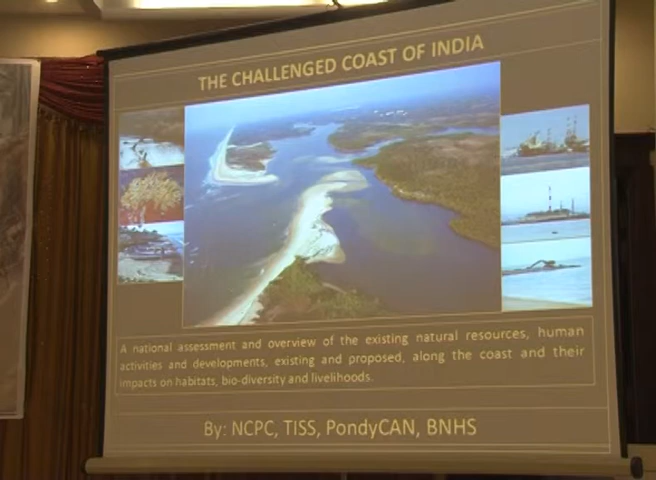 THE CHALLENGED COAST OF INDIA
A national assessment and overview of the existing natural resources, human
activities and developments, existing and proposed, along the coast and their
impacts on habitats, bio-diversity and livelihoods.
By: NCPC, TISS, PondyCAN, BNHS